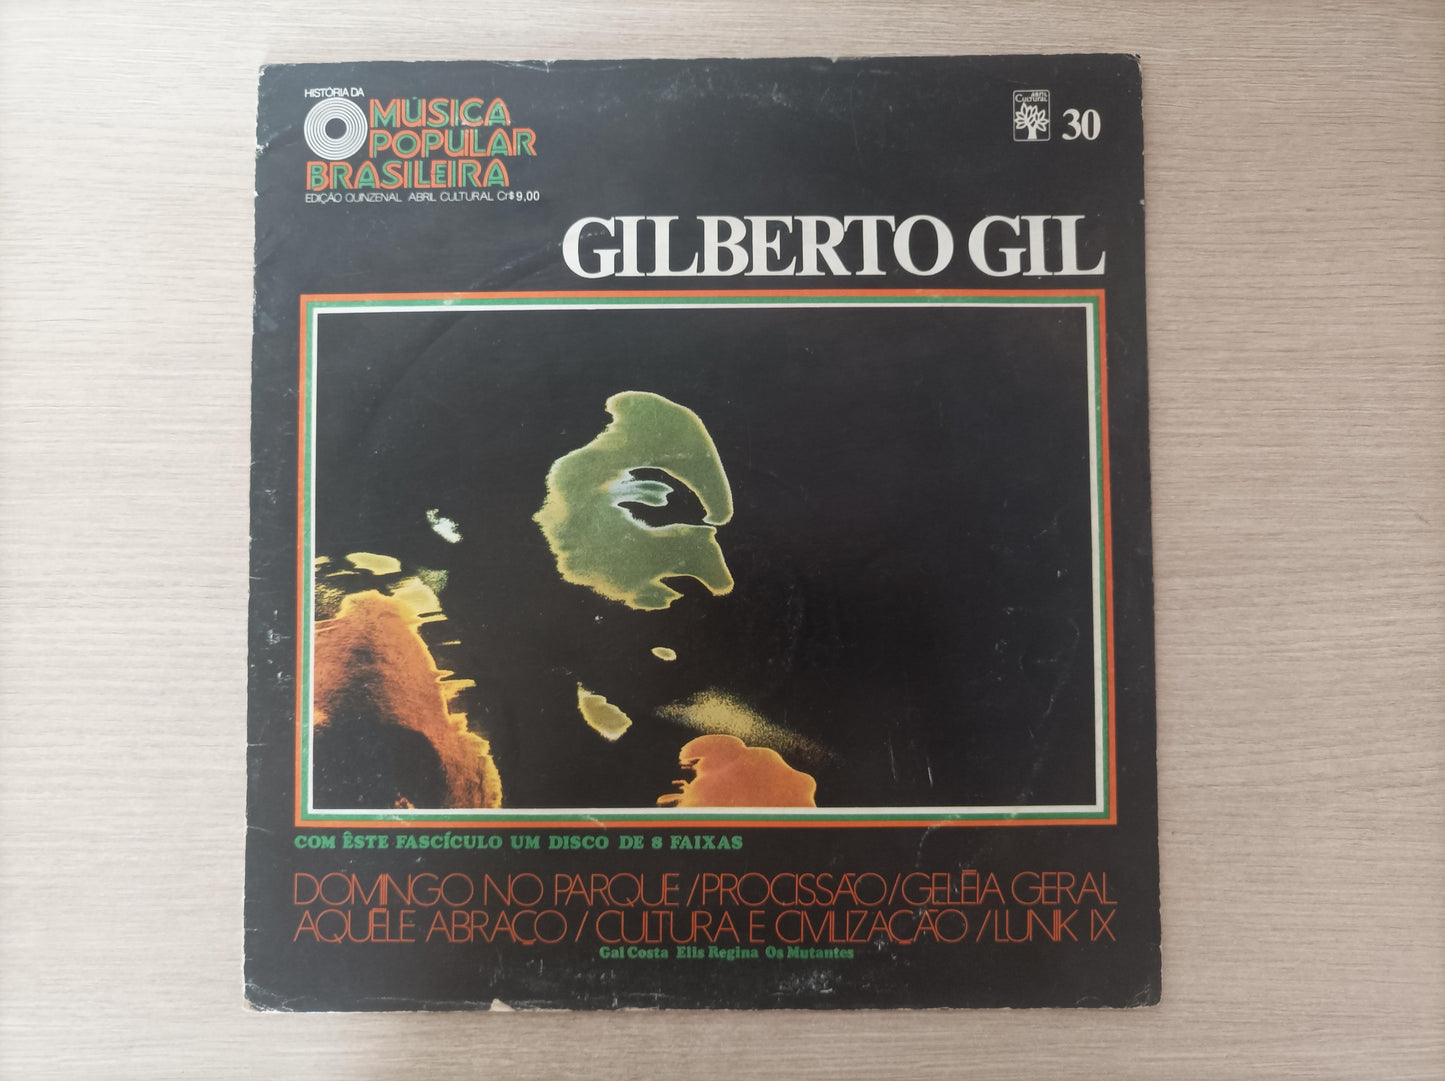 HISTÓRIA DA
MÚSICA
POPULAR
BRASILEIRA
EDIÇÃO QUINZENAL ABRIL CULTURAL Cr$ 9,00
ABRIL
Cultural
30
GILBERTO GIL
COM ÊSTE FASCÍCULO UM DISCO DE 8 FAIXAS
DOMINGO NO PARQUE / PROCISSÃO / GELÉIA GERAL
AQUÊLE ABRAÇO / CULTURA E CIVILIZAÇÃO / LUNIK IX
Gal Costa Elis Regina Os Mutantes